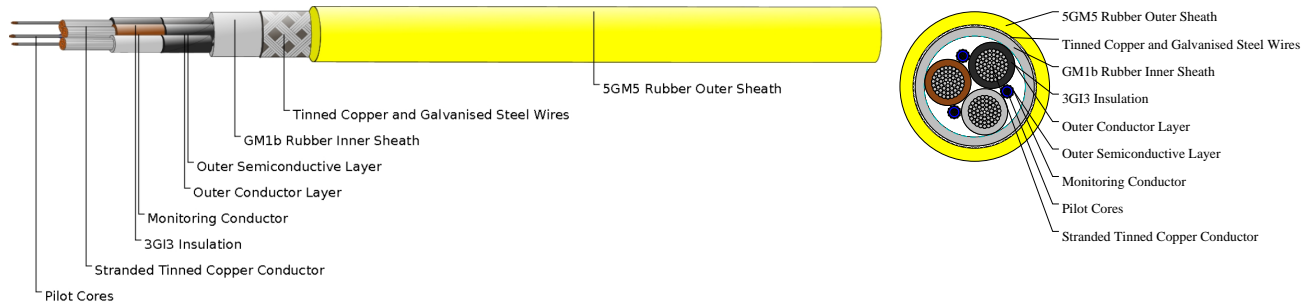 5GM5 Rubber Outer Sheath
Tinned Copper and Galvanised Steel Wires
GM1b Rubber Inner Sheath
Outer Semiconductive Layer
Outer Conductor Layer
Monitoring Conductor
3GI3 Insulation
Stranded Tinned Copper Conductor
Pilot Cores
5GM5 Rubber Outer Sheath
Tinned Copper and Galvanised Steel Wires
GM1b Rubber Inner Sheath
3GI3 Insulation
Outer Conductor Layer
Outer Semiconductive Layer
Monitoring Conductor
Pilot Cores
Stranded Tinned Copper Conductor